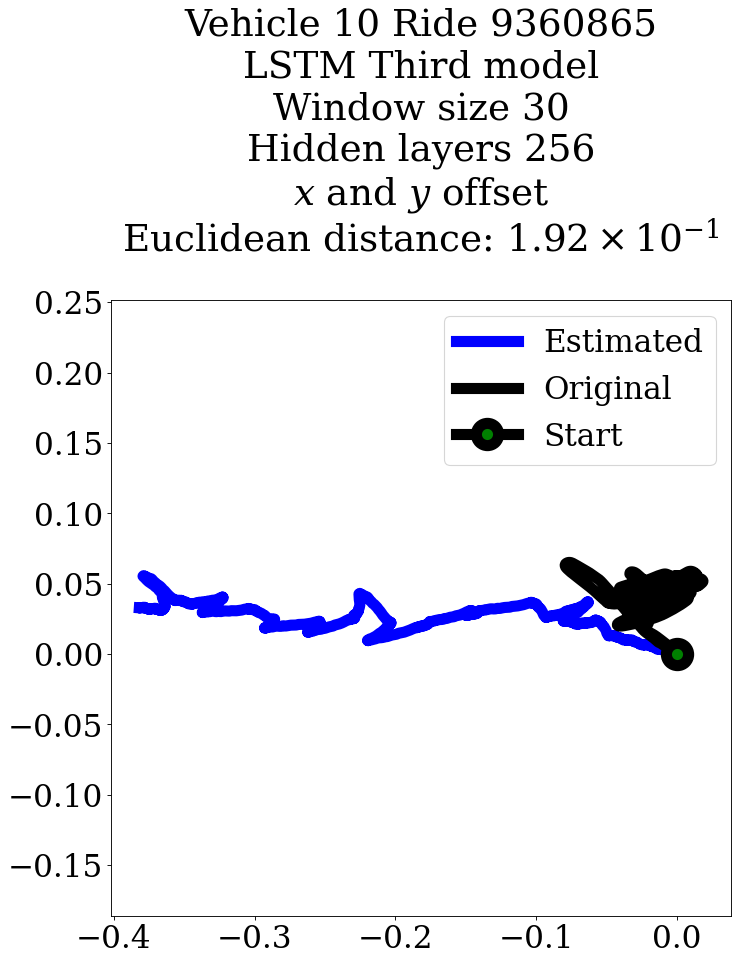 Vehicle 10 Ride 9360865
LSTM Third model
Window size 30
Hidden layers 256
x and y offset
Euclidean distance: 1.92 × 10⁻¹
Estimated
Original
Start
0.25
0.20
0.15
0.10
0.05
0.00
−0.05
−0.10
−0.15
−0.4 −0.3 −0.2 −0.1 0.0